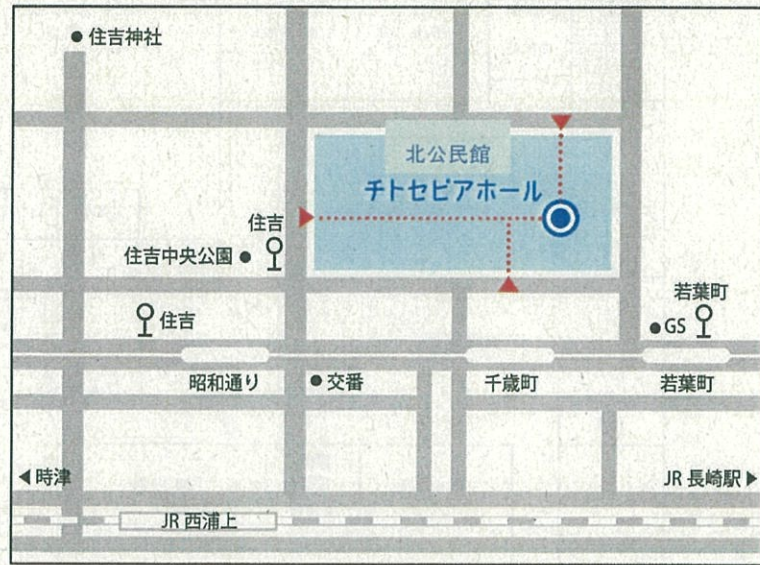 住吉神社
北公民館
チトセピアホール
住吉
住吉中央公園
若葉町
住吉
GS
昭和通り
交番
千歳町
若葉町
時津
JR 長崎駅
JR 西浦上